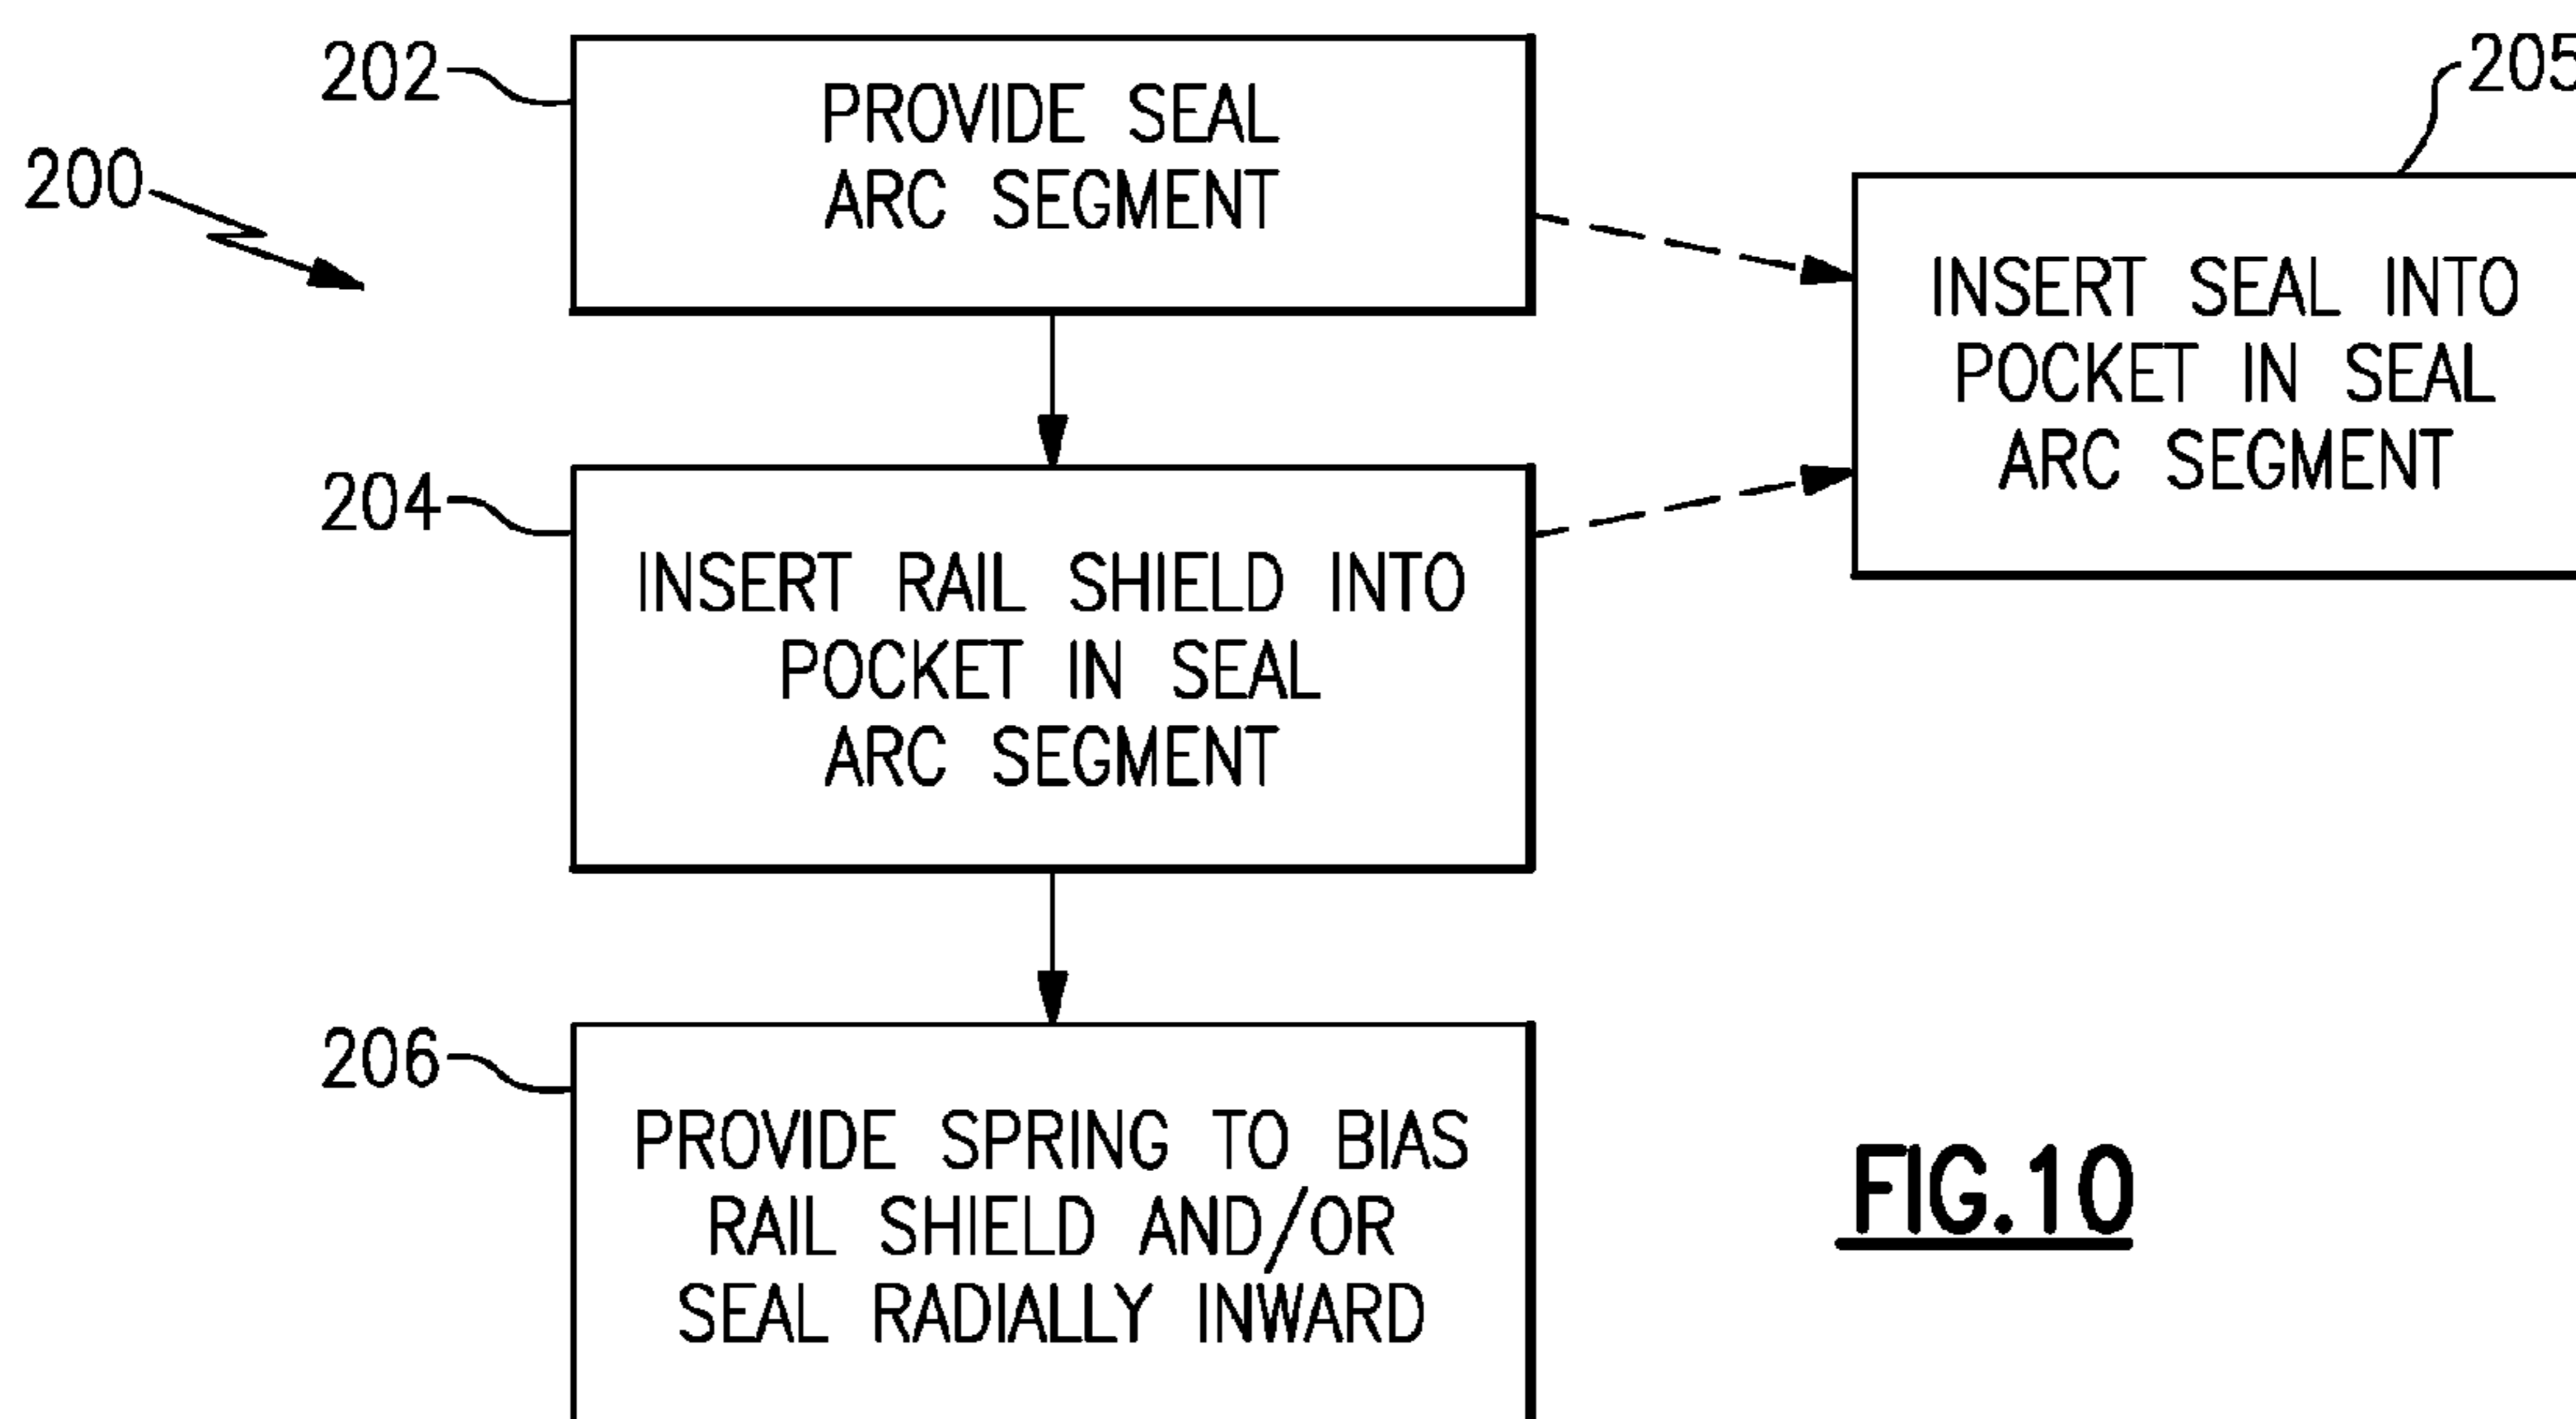 202
PROVIDE SEAL
ARC SEGMENT
205
200
INSERT SEAL INTO
POCKET IN SEAL
ARC SEGMENT
204
INSERT RAIL SHIELD INTO
POCKET IN SEAL
ARC SEGMENT
206
PROVIDE SPRING TO BIAS
RAIL SHIELD AND/OR
SEAL RADIALLY INWARD
FIG.10